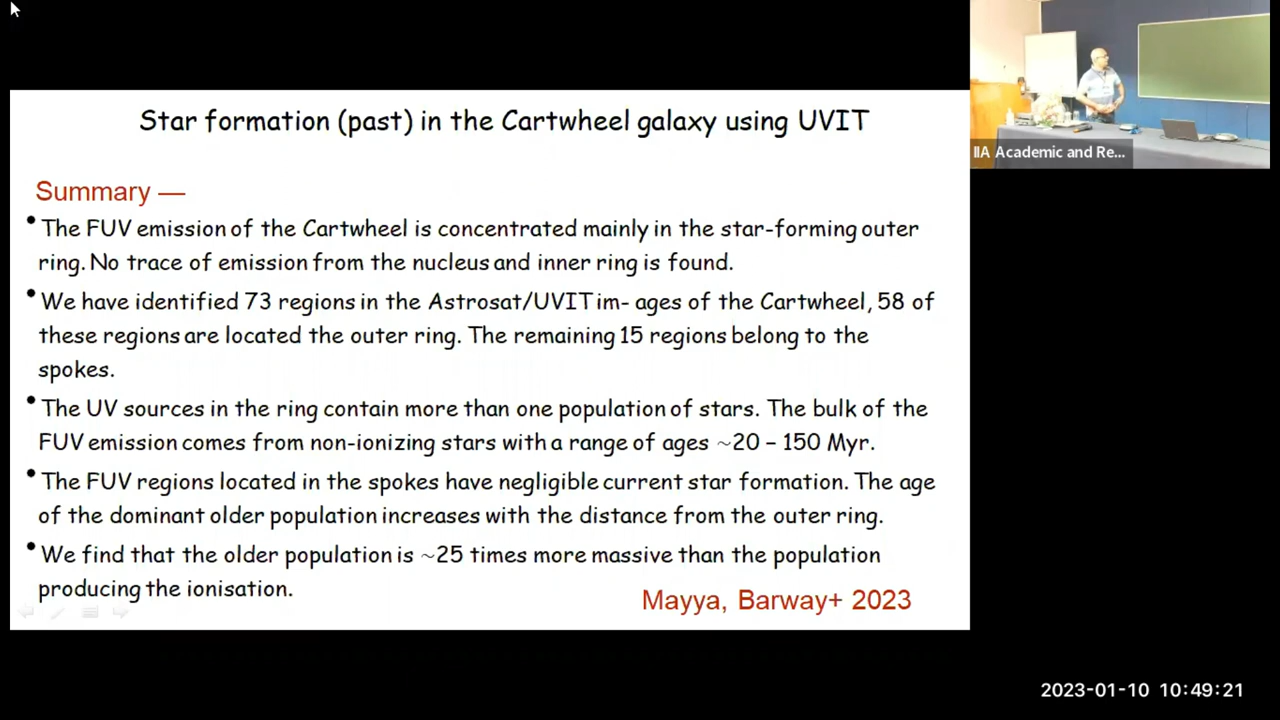 Star formation (past) in the Cartwheel galaxy using UVIT
Summary —
• The FUV emission of the Cartwheel is concentrated mainly in the star-forming outer
ring. No trace of emission from the nucleus and inner ring is found.
• We have identified 73 regions in the Astrosat/UVIT im- ages of the Cartwheel, 58 of
these regions are located the outer ring. The remaining 15 regions belong to the
spokes.
• The UV sources in the ring contain more than one population of stars. The bulk of the
FUV emission comes from non-ionizing stars with a range of ages ~20 – 150 Myr.
• The FUV regions located in the spokes have negligible current star formation. The age
of the dominant older population increases with the distance from the outer ring.
• We find that the older population is ~25 times more massive than the population
producing the ionisation.
Mayya, Barway+ 2023
IIA Academic and Re...
2023-01-10 10:49:21